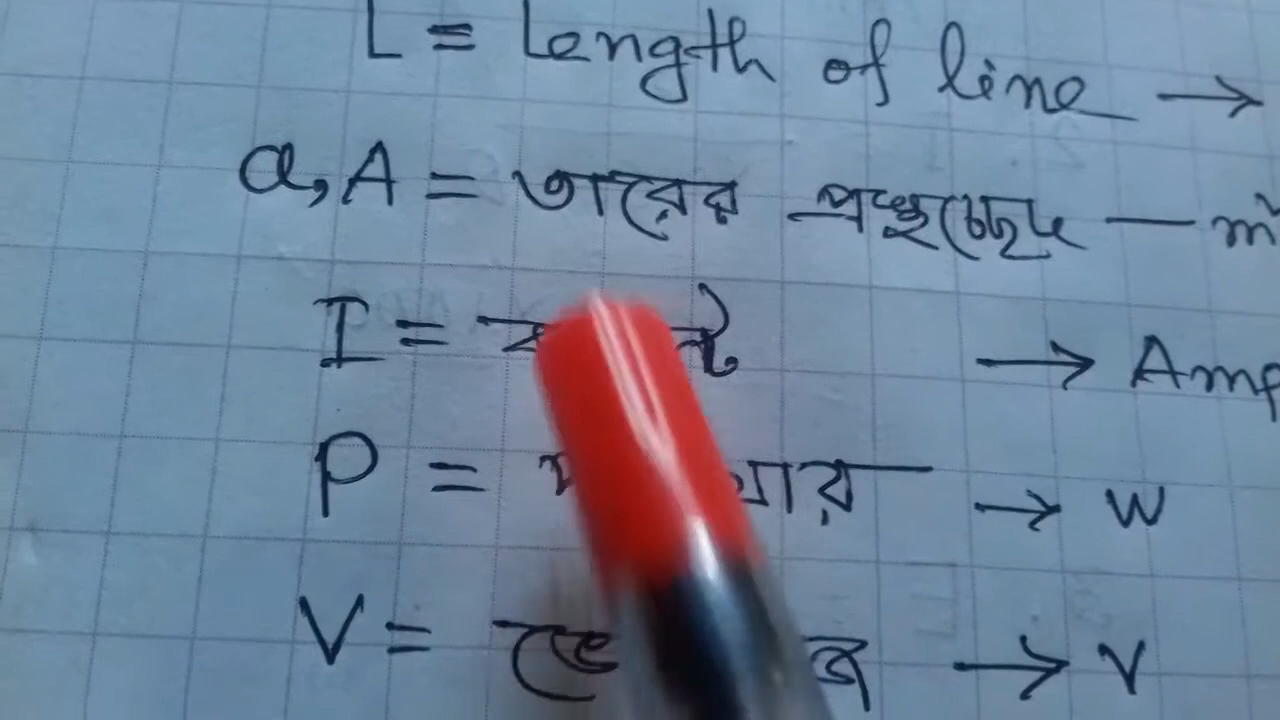 L = Length of line →
a, A = তারের প্রস্থচ্ছেদ — m²
I = → Amp
P = → W
V = → V